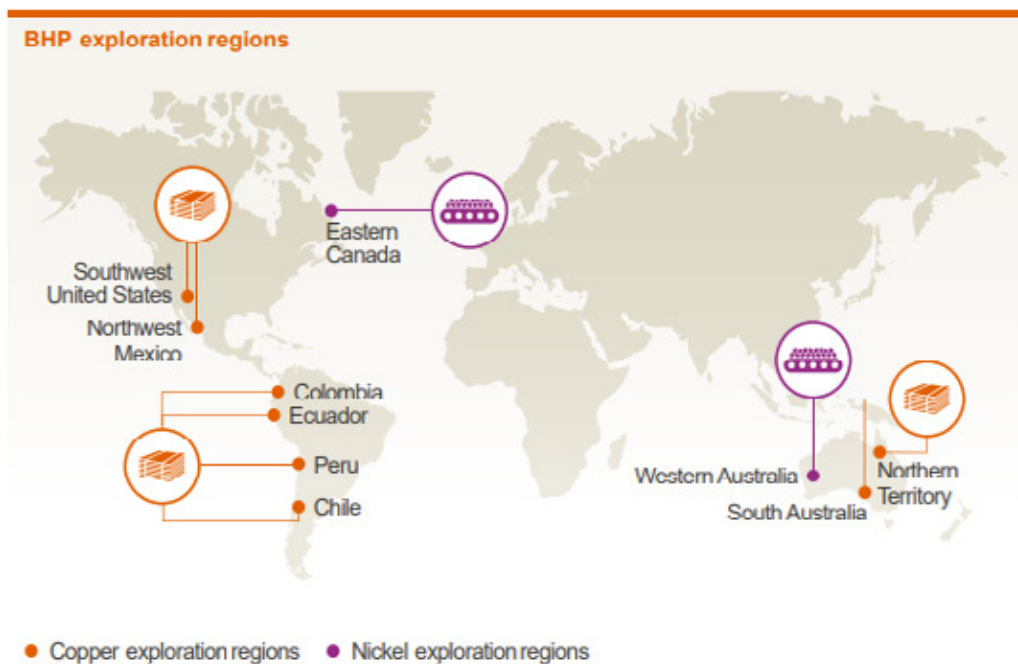 BHP exploration regions
Eastern
Canada
Southwest
United States
Northwest
Mexico
Colombia
Ecuador
Peru
Chile
Western Australia
South Australia
Northern
Territory
Copper exploration regions
Nickel exploration regions